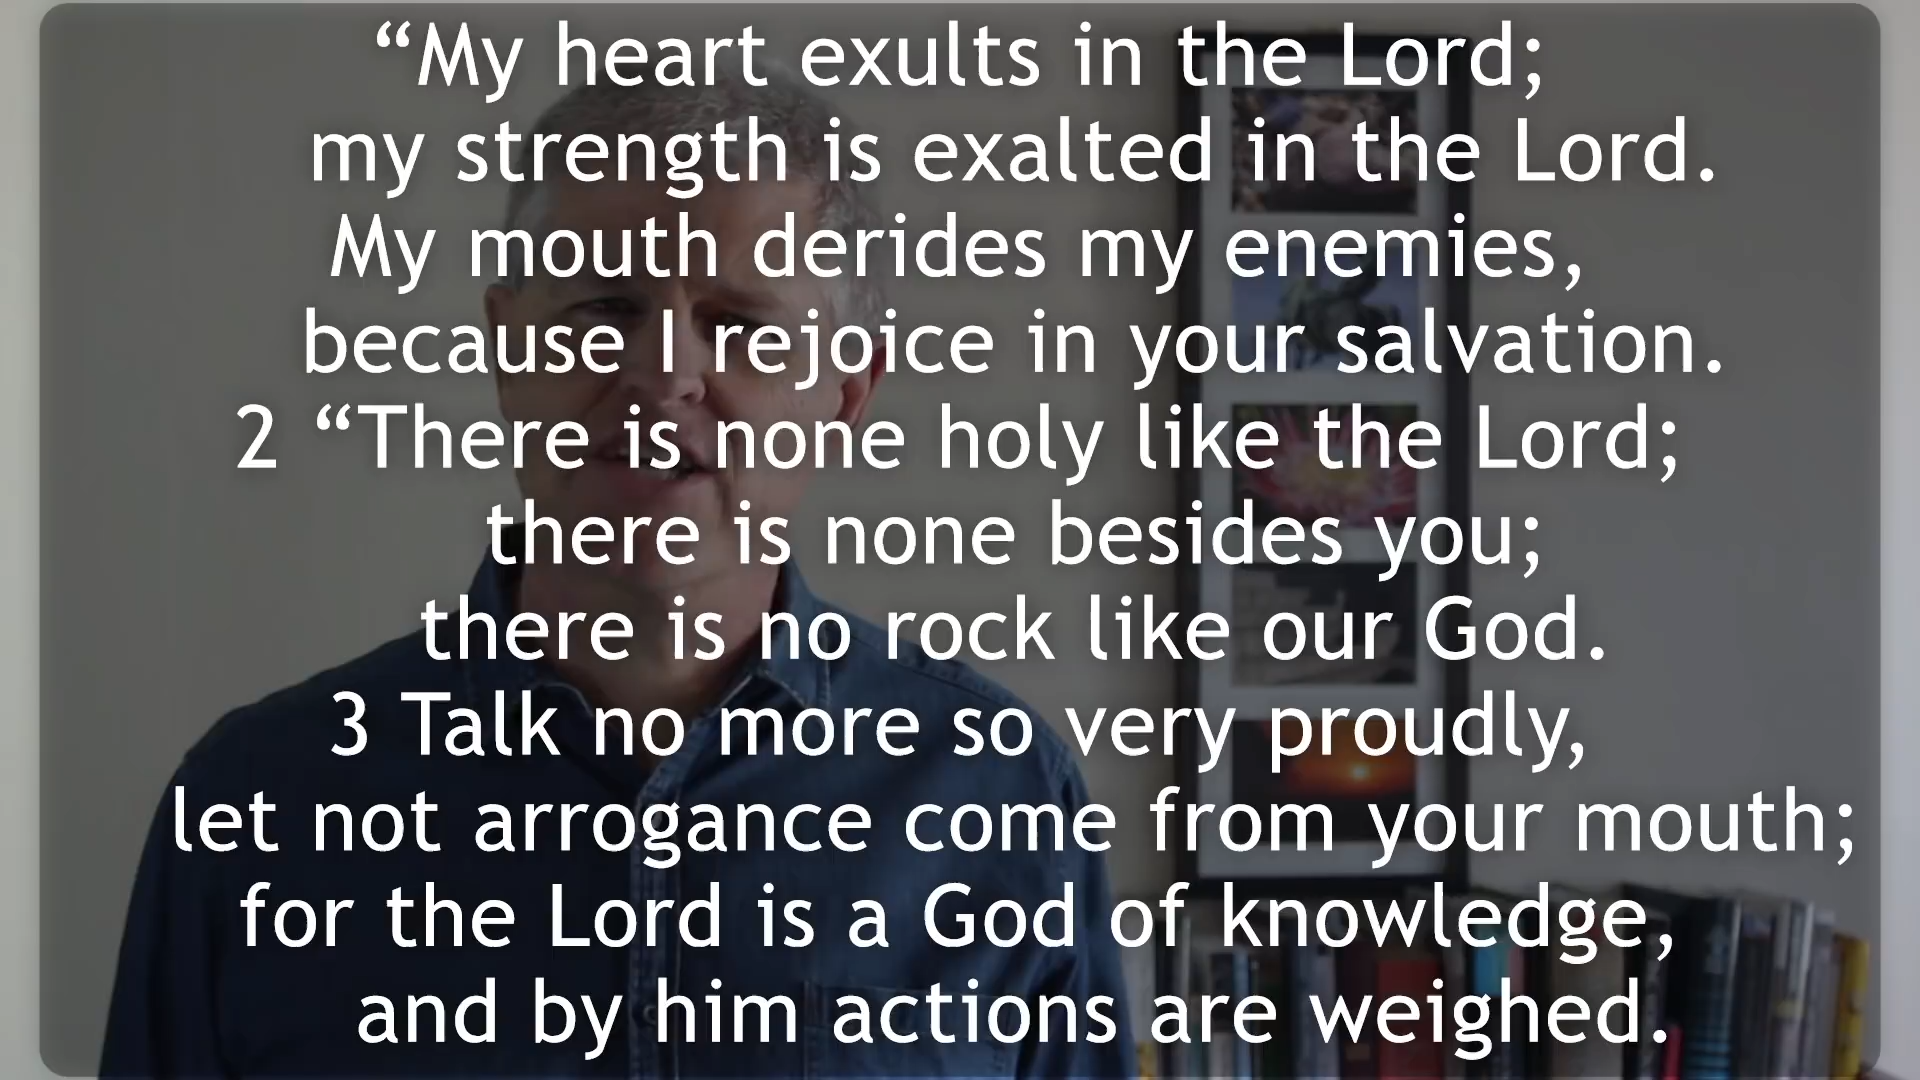 “My heart exults in the Lord;
my strength is exalted in the Lord.
My mouth derides my enemies,
because I rejoice in your salvation.
2 “There is none holy like the Lord;
there is none besides you;
there is no rock like our God.
3 Talk no more so very proudly,
let not arrogance come from your mouth;
for the Lord is a God of knowledge,
and by him actions are weighed.